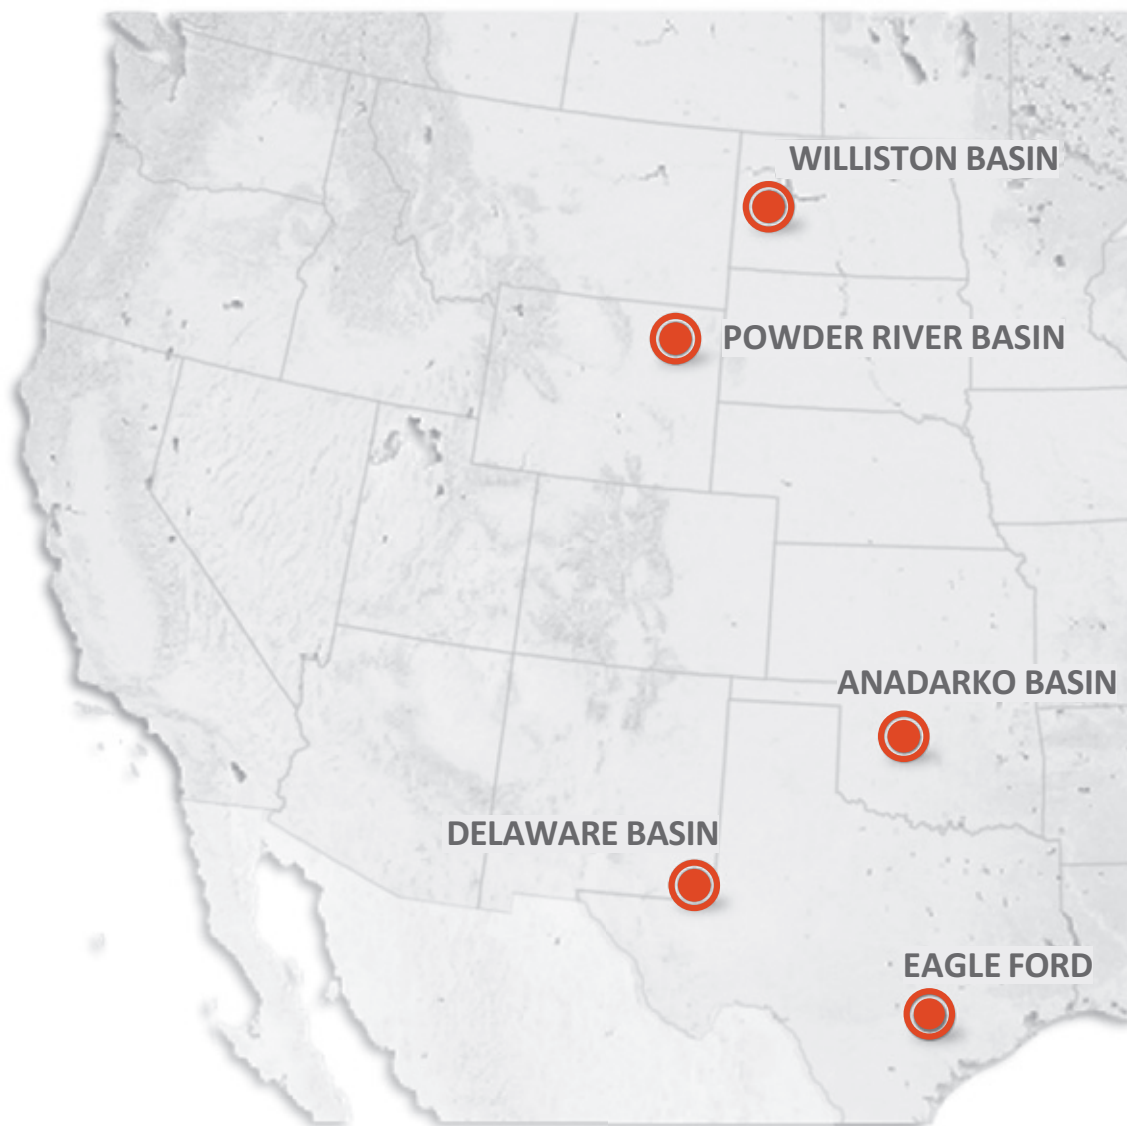 WILLISTON BASIN
POWDER RIVER BASIN
ANADARKO BASIN
DELAWARE BASIN
EAGLE FORD